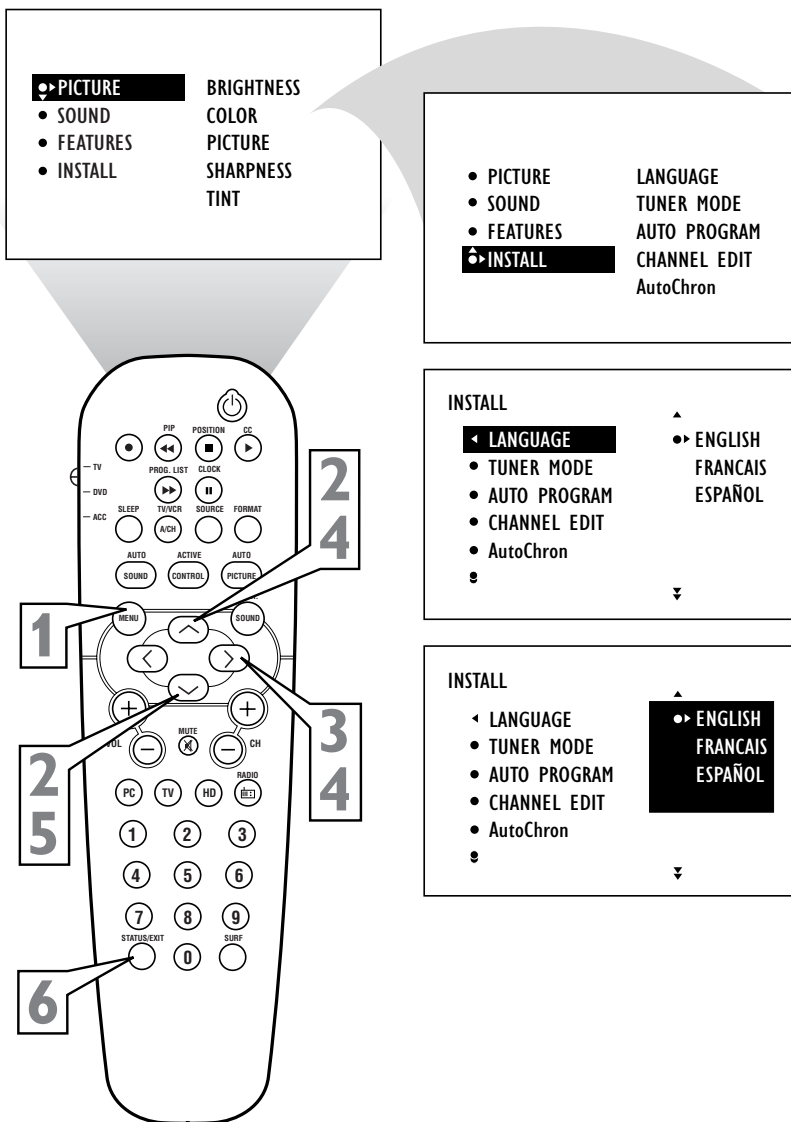 PICTURE BRIGHTNESS
SOUND COLOR
FEATURES PICTURE
INSTALL SHARPNESS
TINT
PICTURE LANGUAGE
SOUND TUNER MODE
FEATURES AUTO PROGRAM
INSTALL CHANNEL EDIT
AutoChron
INSTALL
LANGUAGE ENGLISH
TUNER MODE FRANCAIS
AUTO PROGRAM ESPAÑOL
CHANNEL EDIT
AutoChron
INSTALL
LANGUAGE ENGLISH
TUNER MODE FRANCAIS
AUTO PROGRAM ESPAÑOL
CHANNEL EDIT
AutoChron
PIP POSITION CC
TV
DVD
ACC
PROG. LIST CLOCK
SLEEP TV/VCR SOURCE FORMAT
A/CH
AUTO ACTIVE AUTO
SOUND CONTROL PICTURE
MENU SOUND
MUTE
CH
RADIO
PC TV HD
1 2 3
4 5 6
7 8 9
STATUS/EXIT SURF
0
1
2
4
3
4
2
5
6